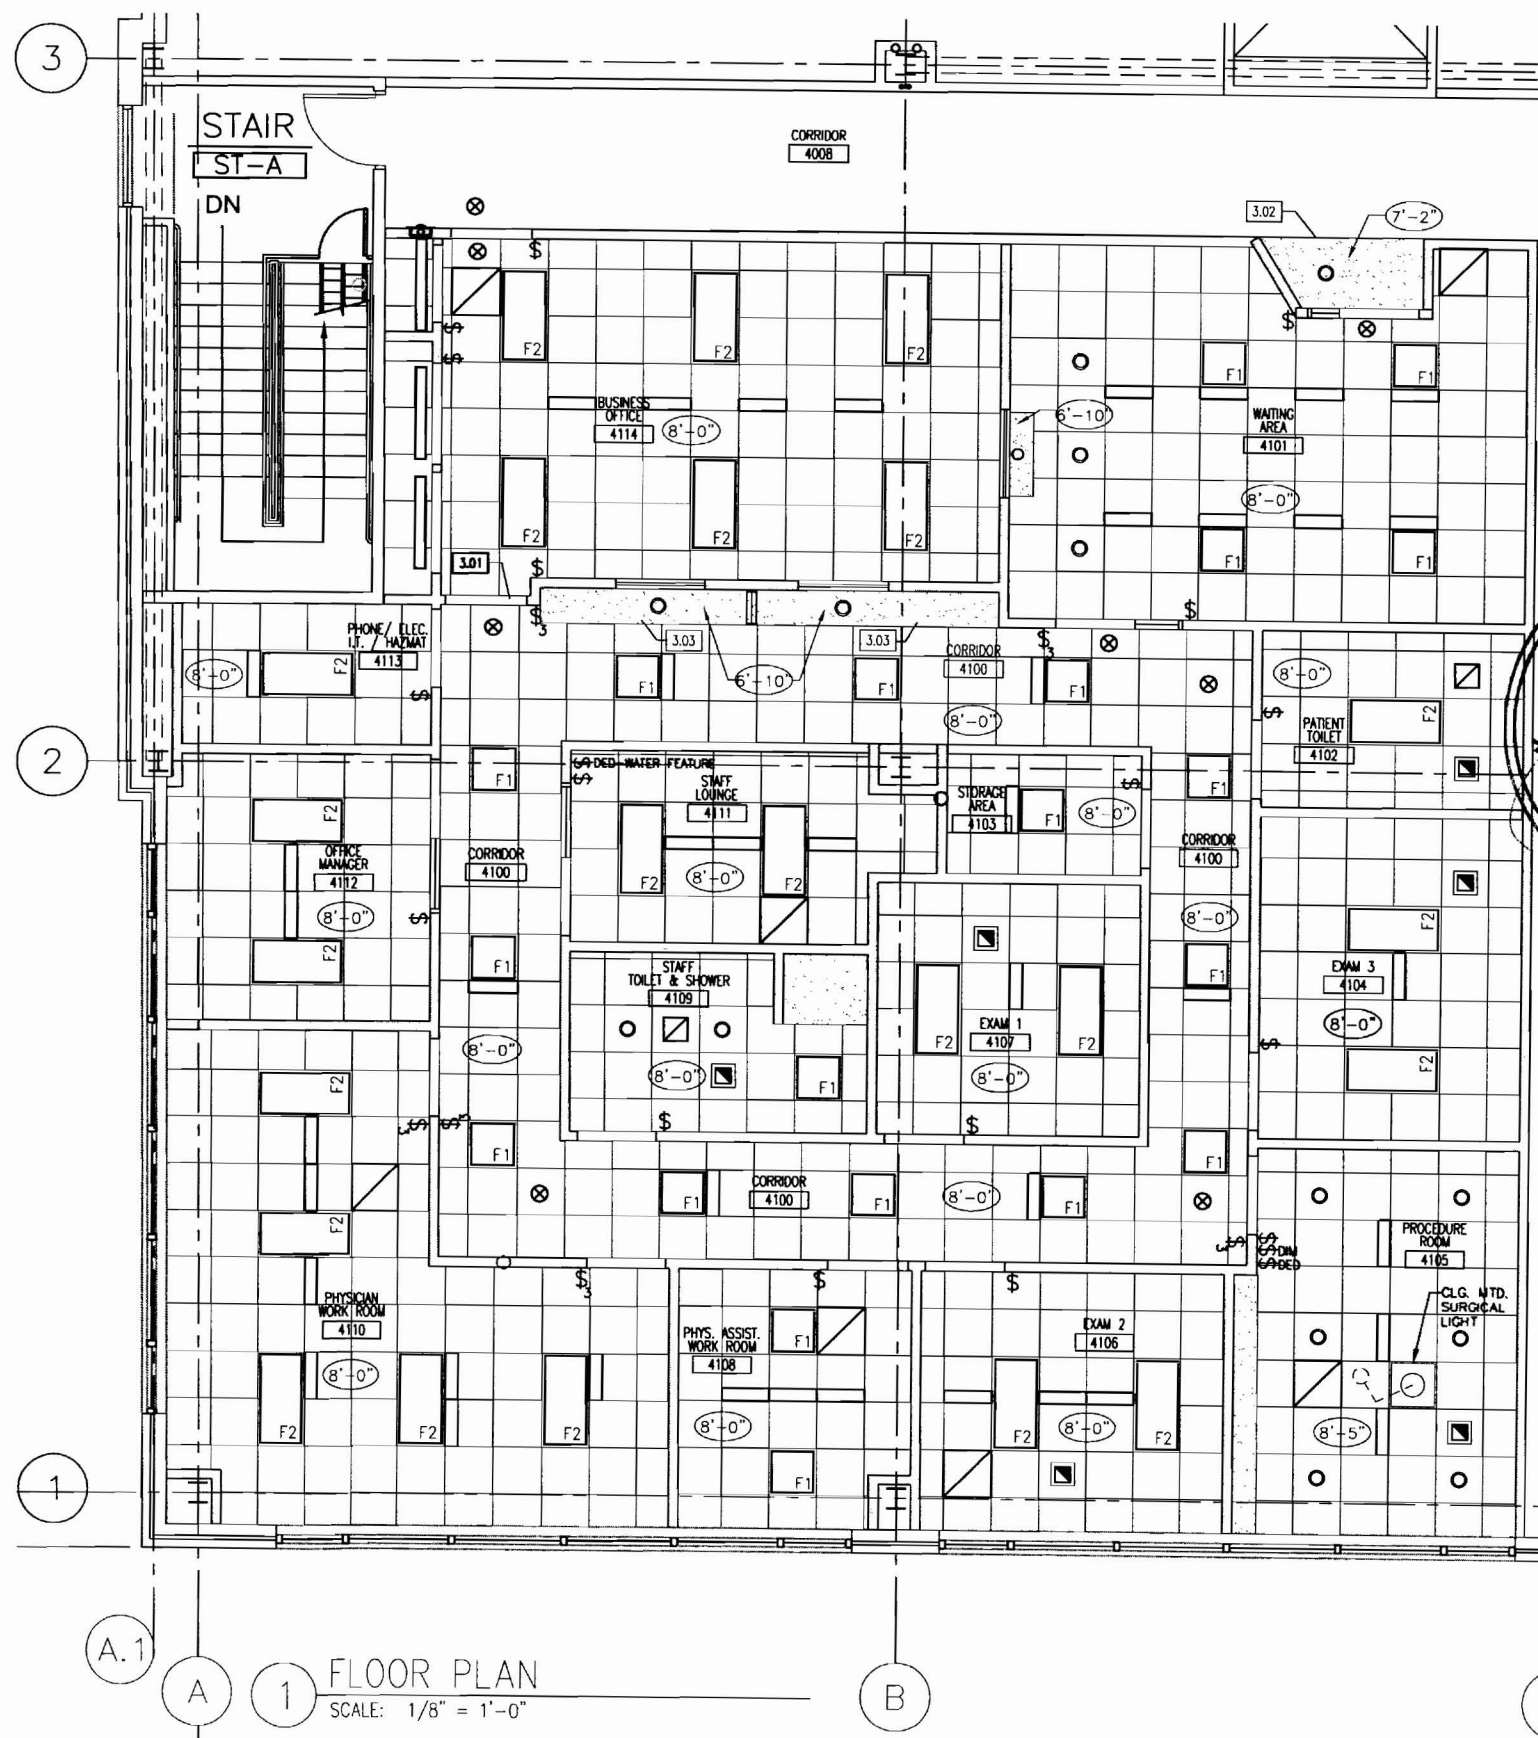 3
STAIR
ST-A
DN
CORRIDOR
4008
3.02
7'-2"
$
$
$
$
F2
F2
F2
F1
F1
BUSINESS
OFFICE
4114
8'-0"
6'-10"
WAITING
AREA
4101
8'-0"
F2
F2
F2
F1
F1
3.01
$
$3
$
PHONE/ ELEC.
I.T. / HAZMAT
4113
8'-0"
F2
$
3.03
3.03
6'-10"
F1
F1
CORRIDOR
4100
8'-0"
$3
F1
8'-0"
PATIENT
TOILET
4102
F2
$
2
F1
$ DED-WATER FEATURE
$
STAFF
LOUNGE
4111
8'-0"
F2
F2
STORAGE
AREA
4103
F1
8'-0"
$
F1
F2
OFFICE
MANAGER
4112
8'-0"
$
F2
CORRIDOR
4100
F1
CORRIDOR
4100
8'-0"
F1
F2
EXAM 3
4104
8'-0"
$
F2
STAFF
TOILET & SHOWER
4109
8'-0"
F1
$
EXAM 1
4107
F2
F2
8'-0"
$
8'-0"
F2
$3
$3
F1
F1
F2
F1
CORRIDOR
4100
F1
8'-0"
F1
PROCEDURE
ROOM
4105
$3
$
$DIM
$DED
CLG. MTD.
SURGICAL
LIGHT
8'-5"
PHYSICIAN
WORK ROOM
4110
8'-0"
$3
F2
F2
F2
PHYS. ASSIST.
WORK ROOM
4108
F1
$
8'-0"
F1
$
EXAM 2
4106
8'-0"
F2
F2
1
A.1
A
B
1
FLOOR PLAN
SCALE: 1/8" = 1'-0"